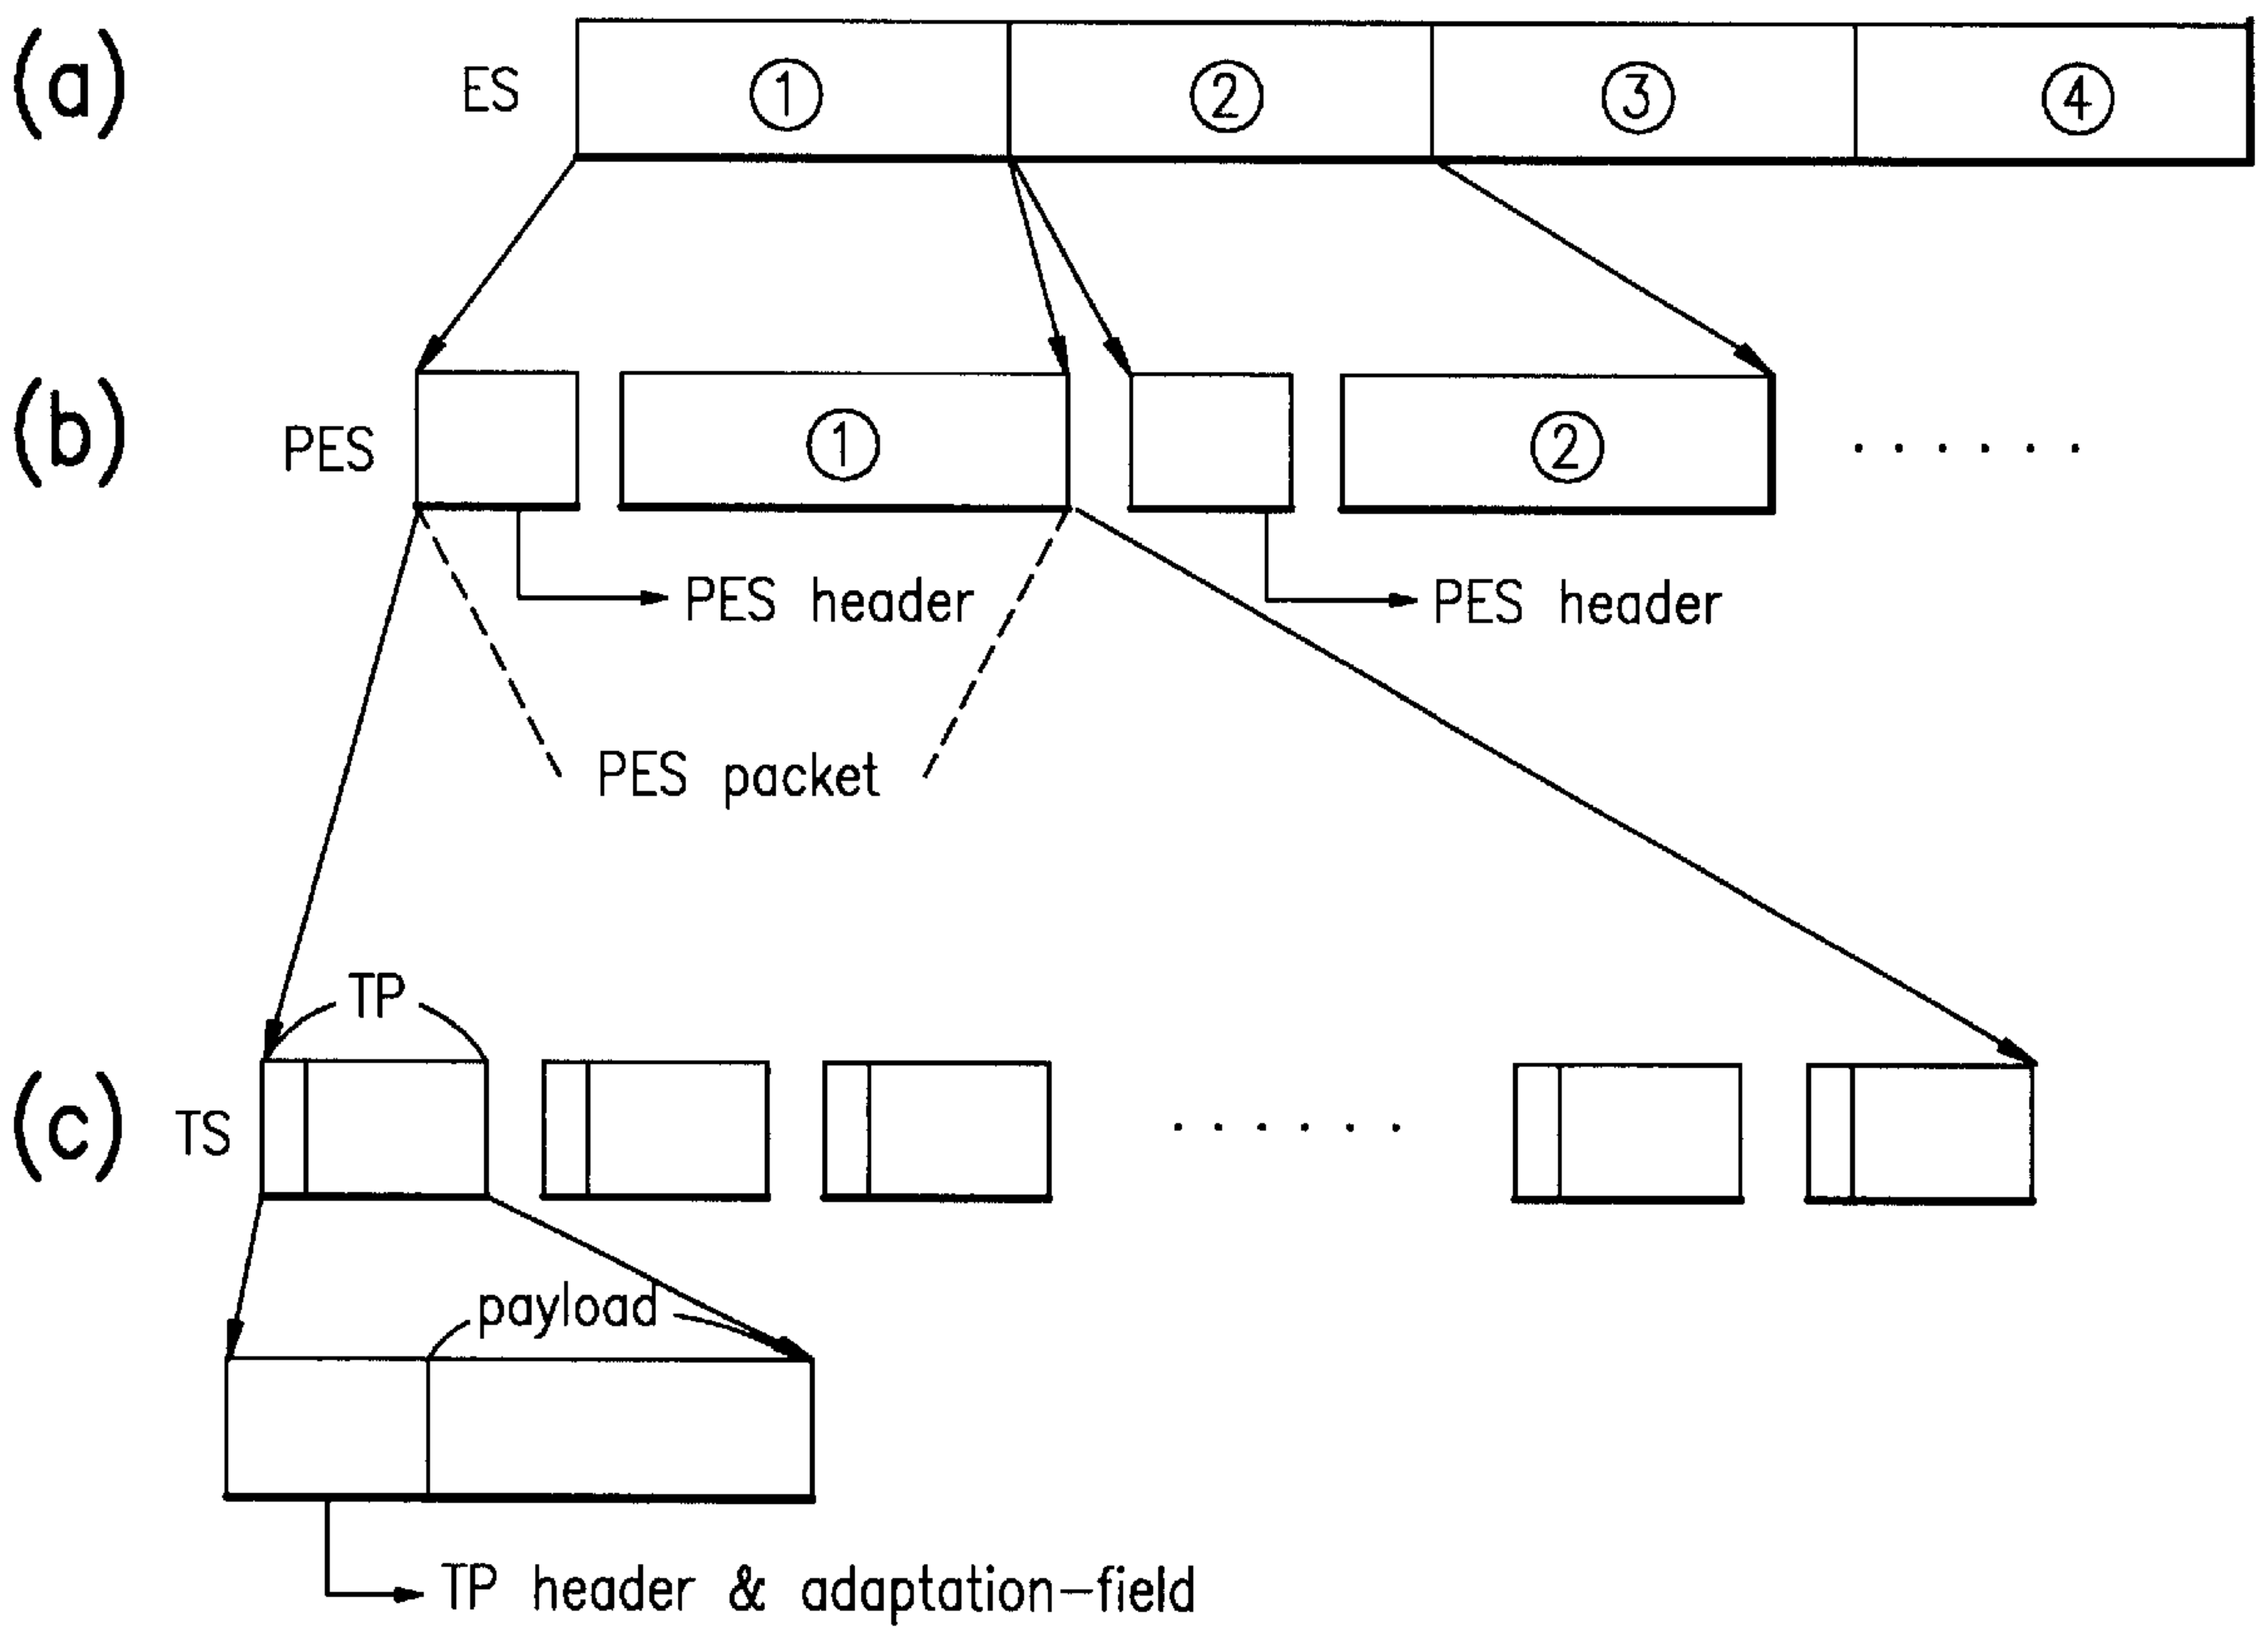 (a) ES ① ② ③ ④
(b) PES ① ② ......
PES header PES header
PES packet
TP
(c) TS ......
payload
TP header & adaptation-field